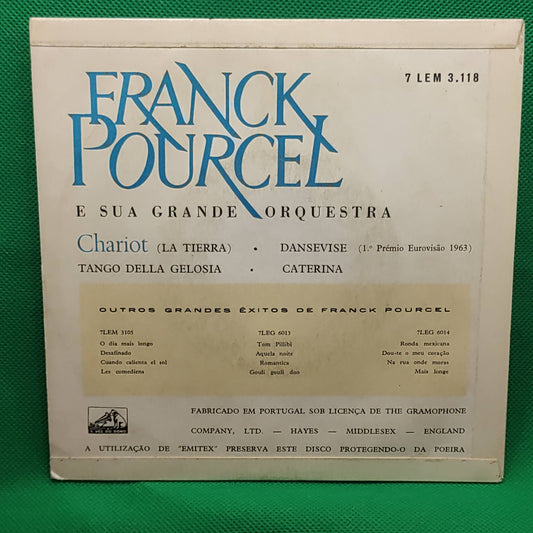 7 LEM 3.118
FRANCK
POURCEL
E SUA GRANDE ORQUESTRA
Chariot (LA TIERRA) • DANSEVISE (1.º Prémio Eurovisão 1963)
TANGO DELLA GELOSIA • CATERINA
OUTROS GRANDES ÊXITOS DE FRANCK POURCEL
7LEM 3105 7LEG 6013 7LEG 6014
O dia mais longo Tom Pillibi Ronda mexicana
Desafinado Aquela noite Dou-te o meu coração
Cuando calienta el sol Romantica Na rua onde moras
Les comediens Gouli gouli dou Mais longe
FABRICADO EM PORTUGAL SOB LICENÇA DE THE GRAMOPHONE
COMPANY, LTD. — HAYES — MIDDLESEX — ENGLAND
A UTILIZAÇÃO DE "EMITEX" PRESERVA ESTE DISCO PROTEGENDO-O DA POEIRA